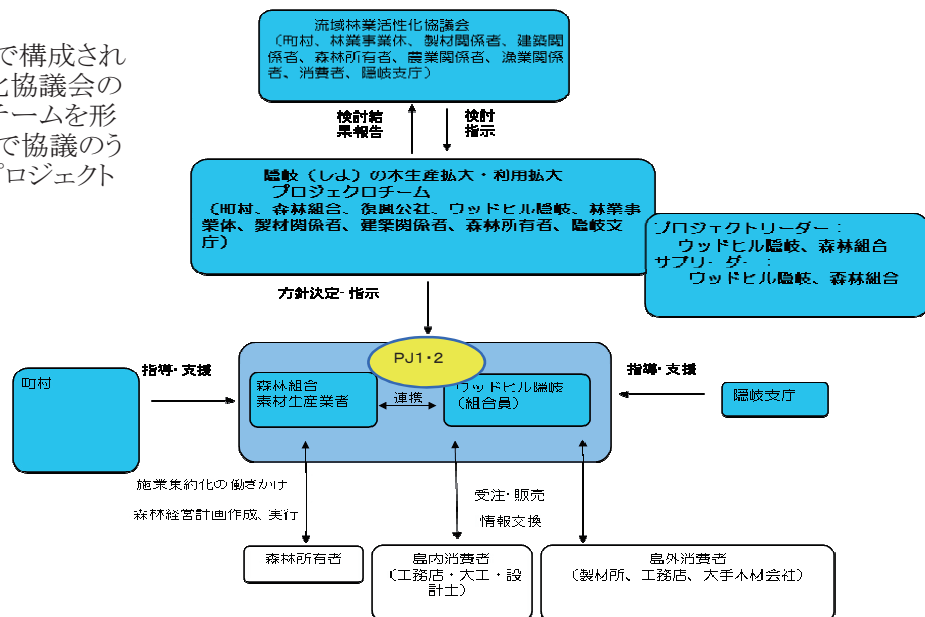 で構成され
化協議会の
チームを形
で協議のう
プロジェクト
流域林業活性化協議会
（町村、林業事業休、製材関係者、建築関
係者、森林所有者、農業関係者、漁業関係
者、消費者、隠岐支庁）
検討結
果報告
検討
指示
隠岐（しよ）の木生産拡大・利用拡大
プロジェクロチーム
（町村、森林組合、復興公社、ウッドヒル隠岐、林業事
業体、製材関係者、建築関係者、森林所有者、隠岐支
庁）
プロジェクトリーダー：
ウッドヒル隠岐、森林組合
サブリーダー：
ウッドヒル隠岐、森林組合
方針決定・指示
PJ1・2
町村
指導・支援
森林組合
素材生産業者
連携
ウッドヒル隠岐
（組合員）
指導・支援
隠岐支庁
施業集約化の働きかけ
森林経営計画作成、実行
受注・販売
情報交換
森林所有者
島内消費者
（工務店・大工・設
計士）
島外消費者
（製材所、工務店、大手木材会社）